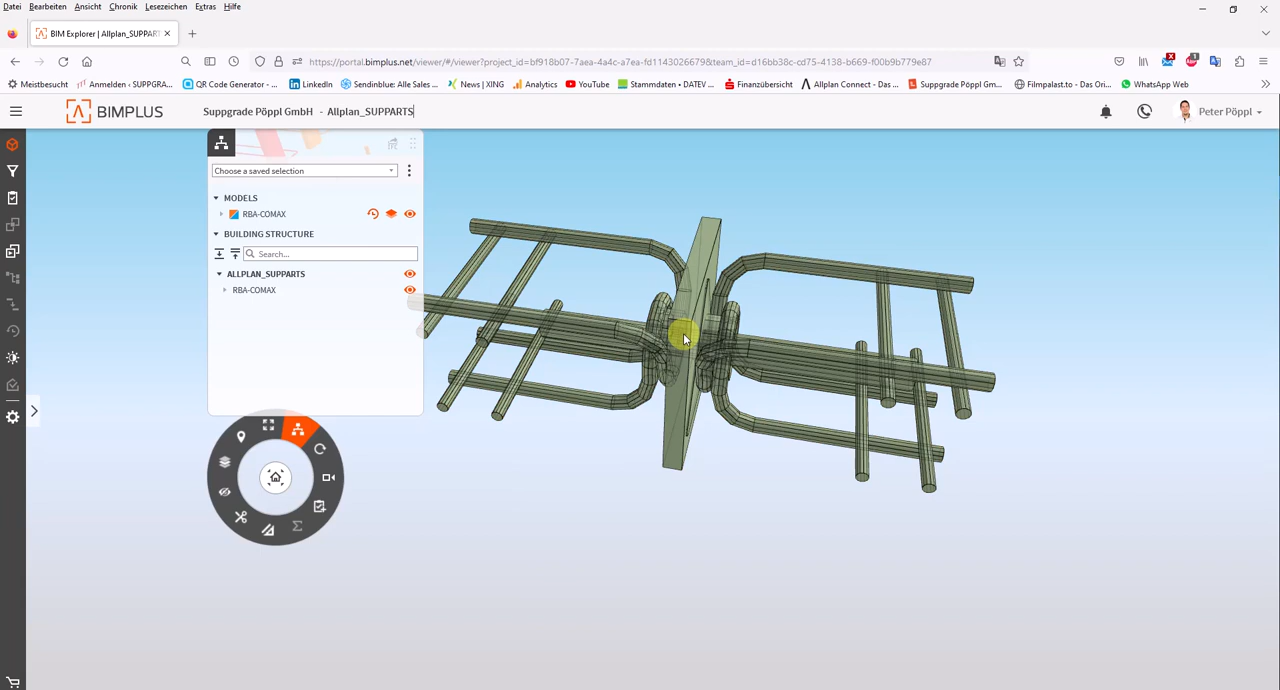 Datei Bearbeiten Ansicht Chronik Lesezeichen Extras Hilfe
BIM Explorer | Allplan_SUPPART
https://portal.bimplus.net/viewer/#/viewer?project_id=bf918b07-7aea-4a4c-a7ea-fd1143026679&team_id=d16bb38c-cd75-4138-b669-f00b9b779e87
Meistbesucht Anmelden - SUPPGRA... QR Code Generator - ... LinkedIn Sendinblue: Alle Sales ... News | XING Analytics YouTube Stammdaten | DATEV ... Finanzübersicht Allplan Connect - Das ... Suppgrade Pöppl Gm... Filmpalast.to - Das Ori... WhatsApp Web
BIMPLUS Suppgrade Pöppl GmbH - Allplan_SUPPARTS Peter Pöppl
Choose a saved selection
MODELS
RBA-COMAX
BUILDING STRUCTURE
Search...
ALLPLAN_SUPPARTS
RBA-COMAX